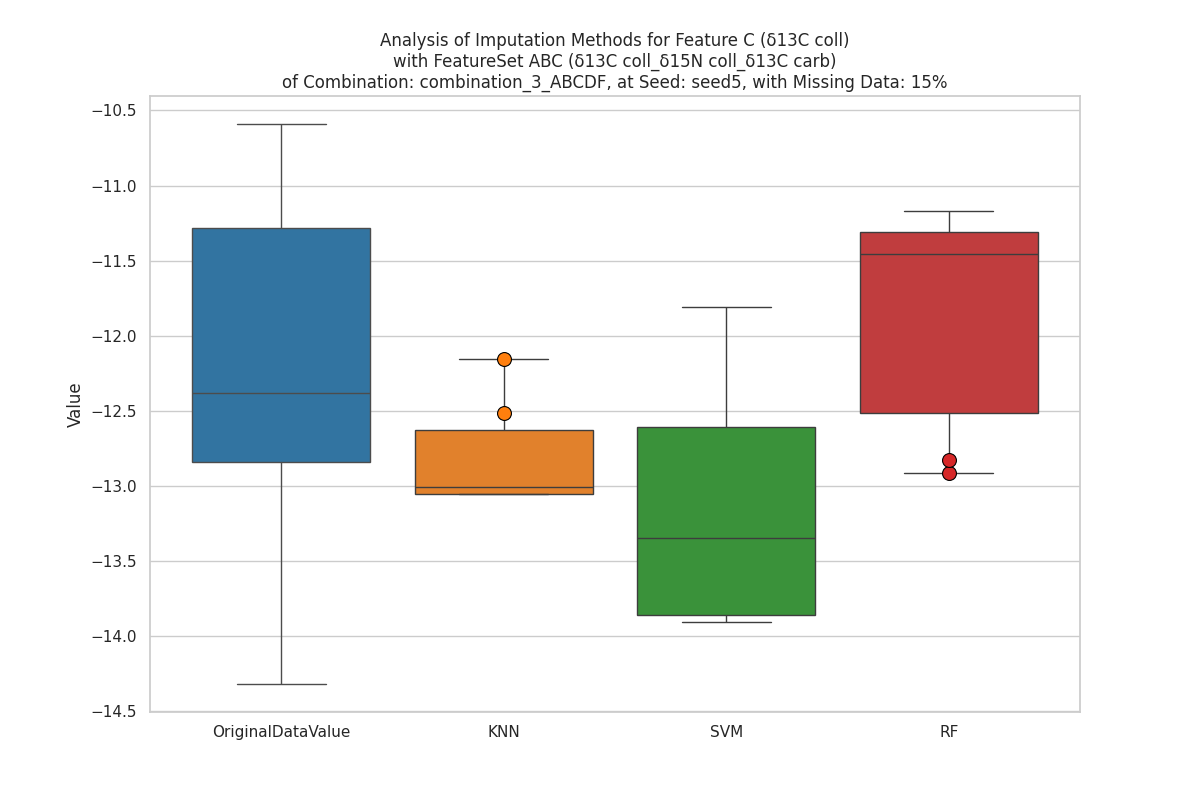 Analysis of Imputation Methods for Feature C (δ13C coll)
with FeatureSet ABC (δ13C coll_δ15N coll_δ13C carb)
of Combination: combination_3_ABCDF, at Seed: seed5, with Missing Data: 15%
−10.5
−11.0
−11.5
−12.0
−12.5
−13.0
−13.5
−14.0
−14.5
Value
OriginalDataValue
KNN
SVM
RF